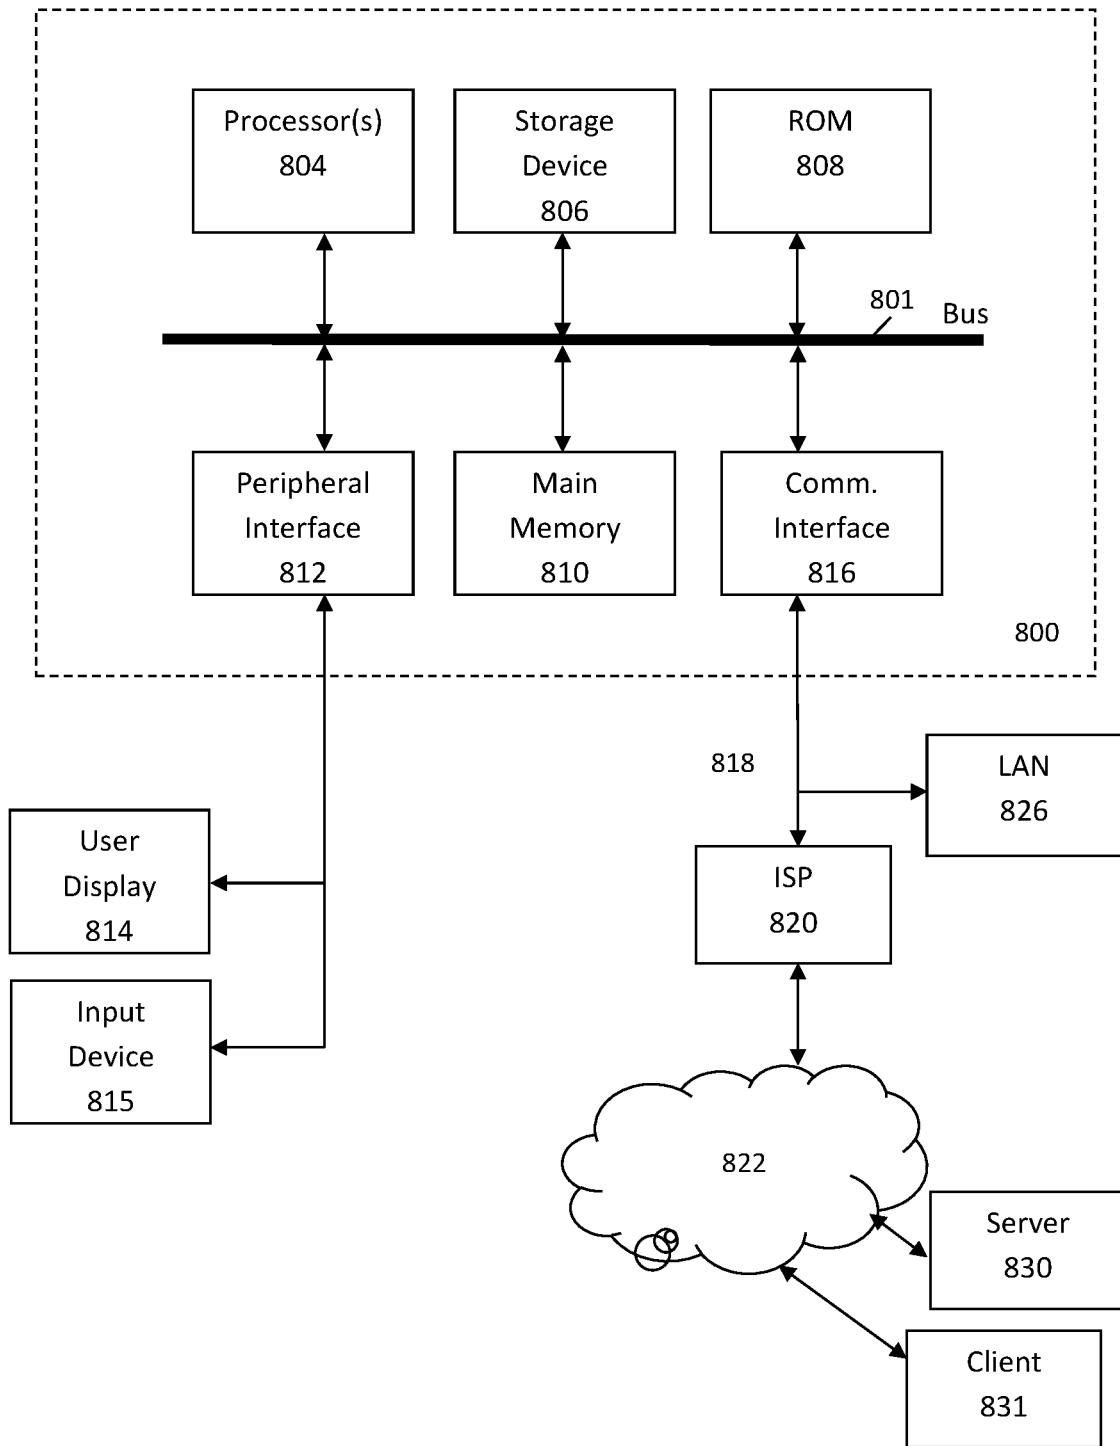 Processor(s)
804
Storage
Device
806
ROM
808
801
Bus
Peripheral
Interface
812
Main
Memory
810
Comm.
Interface
816
800
818
LAN
826
User
Display
814
ISP
820
Input
Device
815
822
Server
830
Client
831